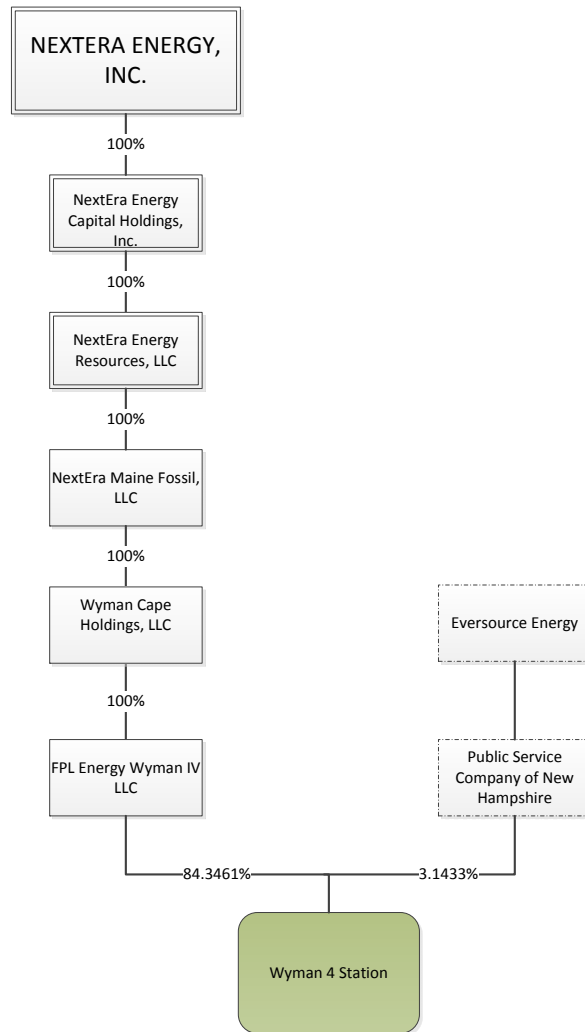 NEXTERA ENERGY,
INC.
100%
NextEra Energy
Capital Holdings,
Inc.
100%
NextEra Energy
Resources, LLC
100%
NextEra Maine Fossil,
LLC
100%
Wyman Cape
Holdings, LLC
Eversource Energy
100%
FPL Energy Wyman IV
LLC
Public Service
Company of New
Hampshire
84.3461%
3.1433%
Wyman 4 Station